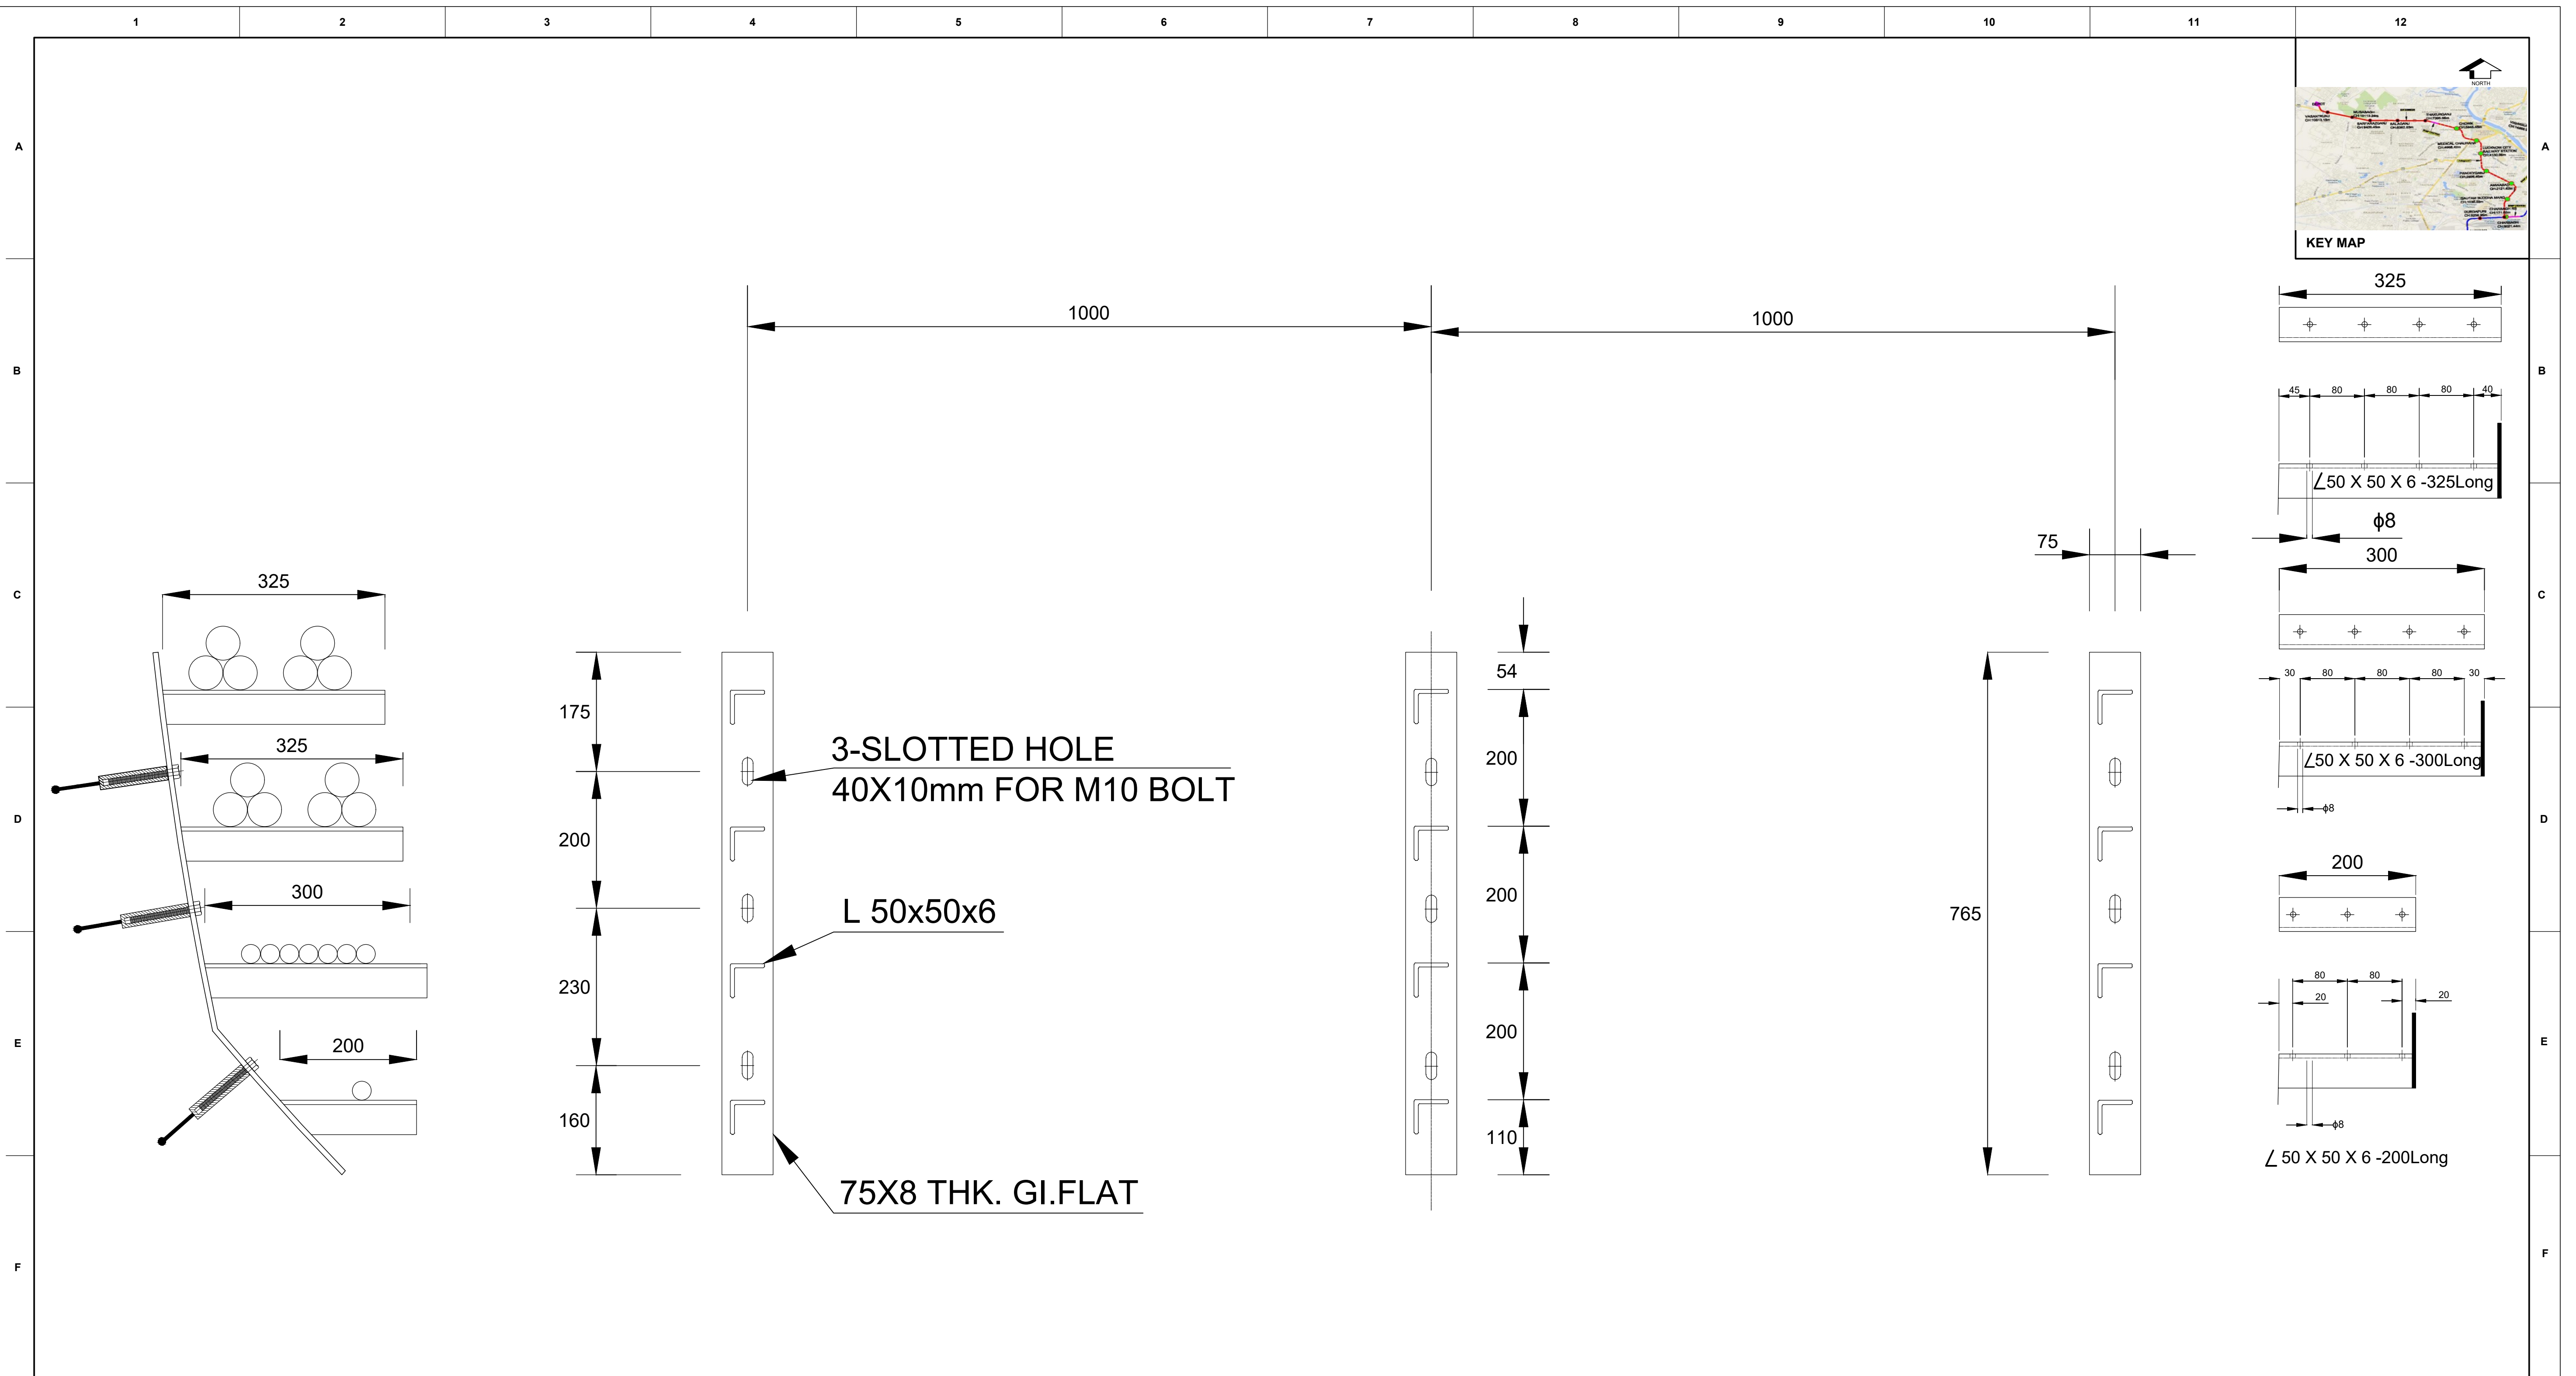 1 2 3 4 5 6 7 8 9 10 11 12
A
A
B
B
C
C
D
D
E
E
F
F
NORTH
KEY MAP
1000
1000
325
45 80 80 80 40
∠50 X 50 X 6 -325Long
ϕ8
300
30 80 80 80 30
∠50 X 50 X 6 -300Long
ϕ8
200
80 80
20 20
ϕ8
∠ 50 X 50 X 6 -200Long
325
325
300
200
175
200
230
160
3-SLOTTED HOLE
40X10mm FOR M10 BOLT
L 50x50x6
75X8 THK. GI.FLAT
54
200
200
200
110
75
765